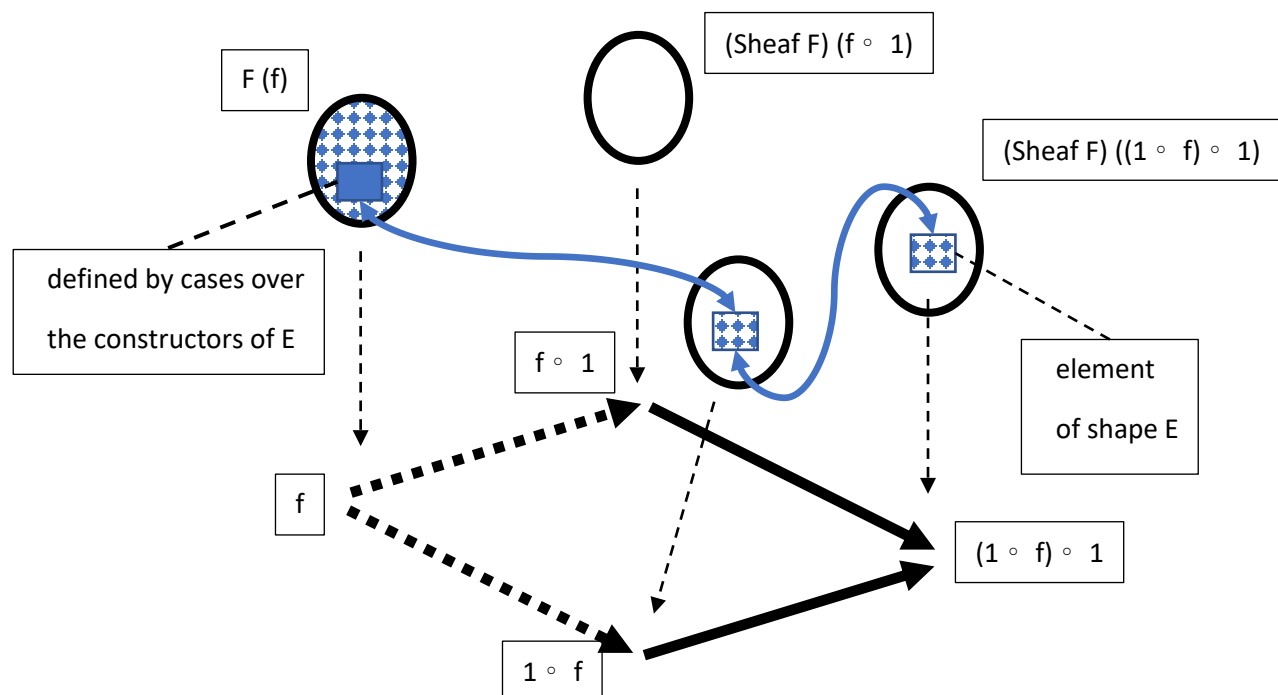 (Sheaf F) (f ∘ 1)
F (f)
(Sheaf F) ((1 ∘ f) ∘ 1)
defined by cases over
the constructors of E
f ∘ 1
element
of shape E
f
(1 ∘ f) ∘ 1
1 ∘ f